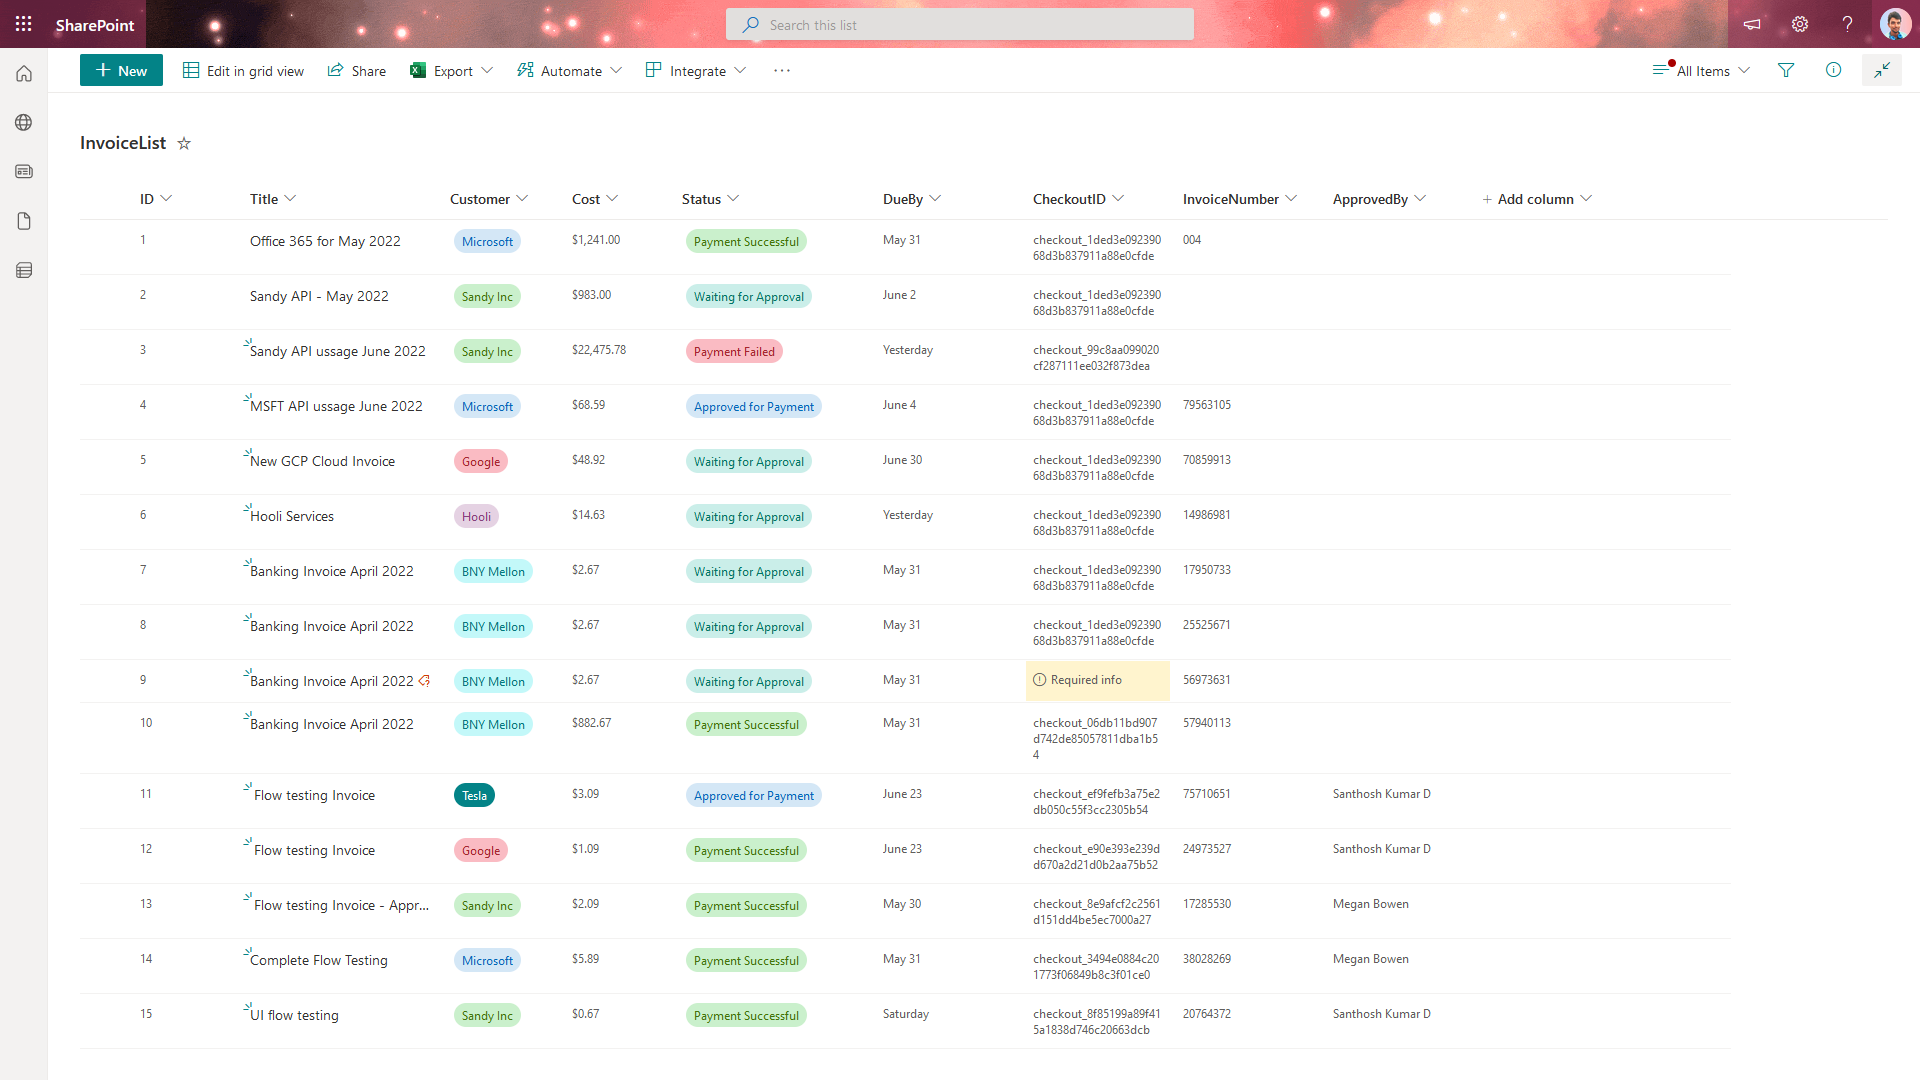 SharePoint
Search this list
New
Edit in grid view
Share
Export
Automate
Integrate
All Items
InvoiceList
ID Title Customer Cost Status DueBy CheckoutID InvoiceNumber ApprovedBy + Add column
1 Office 365 for May 2022 Microsoft $1,241.00 Payment Successful May 31 checkout_1ded3e092390 004
68d3b837911a88e0cfde
2 Sandy API - May 2022 Sandy Inc $983.00 Waiting for Approval June 2 checkout_1ded3e092390
68d3b837911a88e0cfde
3 Sandy API ussage June 2022 Sandy Inc $22,475.78 Payment Failed Yesterday checkout_99c8aa099020
cf287111ee032f873dea
4 MSFT API ussage June 2022 Microsoft $68.59 Approved for Payment June 4 checkout_1ded3e092390 79563105
68d3b837911a88e0cfde
5 New GCP Cloud Invoice Google $48.92 Waiting for Approval June 30 checkout_1ded3e092390 70859913
68d3b837911a88e0cfde
6 Hooli Services Hooli $14.63 Waiting for Approval Yesterday checkout_1ded3e092390 14986981
68d3b837911a88e0cfde
7 Banking Invoice April 2022 BNY Mellon $2.67 Waiting for Approval May 31 checkout_1ded3e092390 17950733
68d3b837911a88e0cfde
8 Banking Invoice April 2022 BNY Mellon $2.67 Waiting for Approval May 31 checkout_1ded3e092390 25525671
68d3b837911a88e0cfde
9 Banking Invoice April 2022 BNY Mellon $2.67 Waiting for Approval May 31 Required info 56973631
10 Banking Invoice April 2022 BNY Mellon $882.67 Payment Successful May 31 checkout_06db11bd907 57940113
d742de85057811dba1b5
4
11 Flow testing Invoice Tesla $3.09 Approved for Payment June 23 checkout_ef9fefb3a75e2 75710651 Santhosh Kumar D
db050c55f3cc2305b54
12 Flow testing Invoice Google $1.09 Payment Successful June 23 checkout_e90e393e239d 24973527 Santhosh Kumar D
d670a2d21d0b2aa75b52
13 Flow testing Invoice - Appr... Sandy Inc $2.09 Payment Successful May 30 checkout_8e9afcf2c2561 17285530 Megan Bowen
d151dd4be5ec7000a27
14 Complete Flow Testing Microsoft $5.89 Payment Successful May 31 checkout_3494e0884c20 38028269 Megan Bowen
1773f06849b8c3f01ce0
15 UI flow testing Sandy Inc $0.67 Payment Successful Saturday checkout_8f85199a89f41 20764372 Santhosh Kumar D
5a1838d746c20663dcb